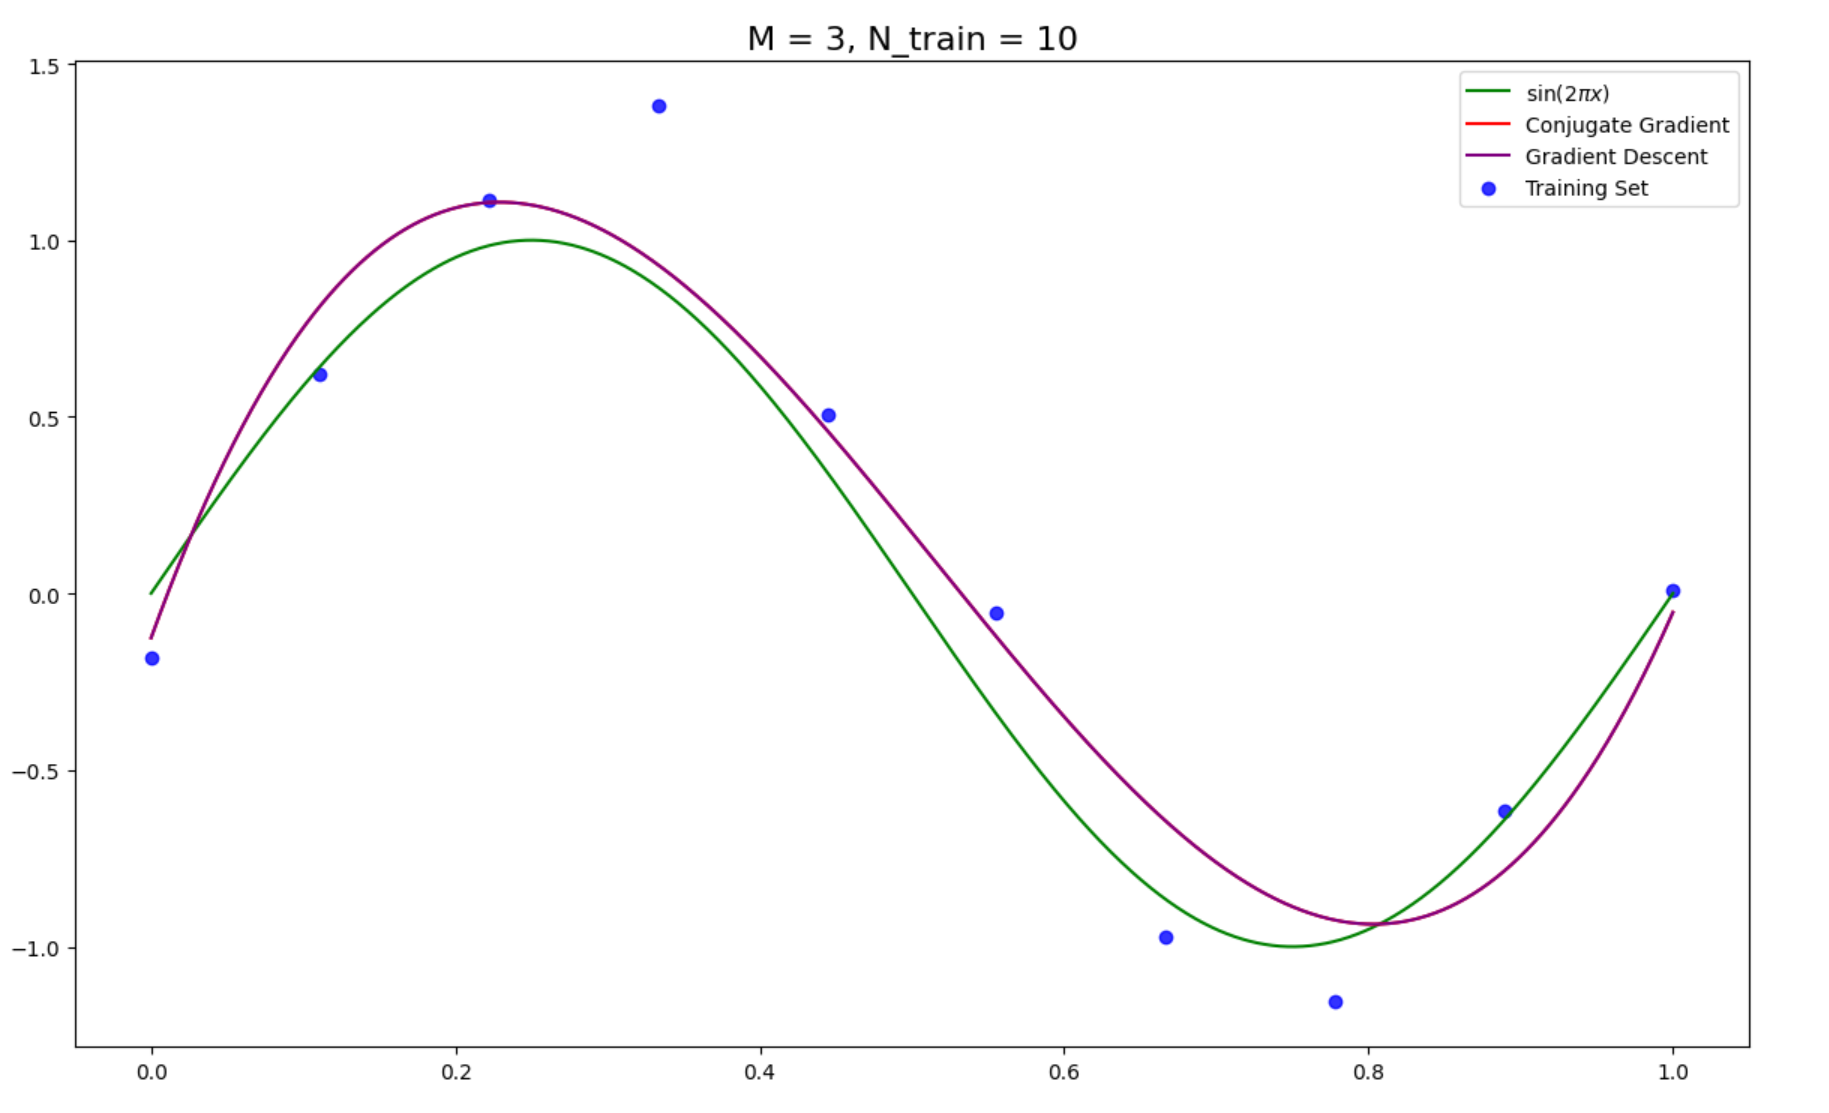 M = 3, N_train = 10
1.5
1.0
0.5
0.0
−0.5
−1.0
0.0 0.2 0.4 0.6 0.8 1.0
sin(2πx)
Conjugate Gradient
Gradient Descent
Training Set